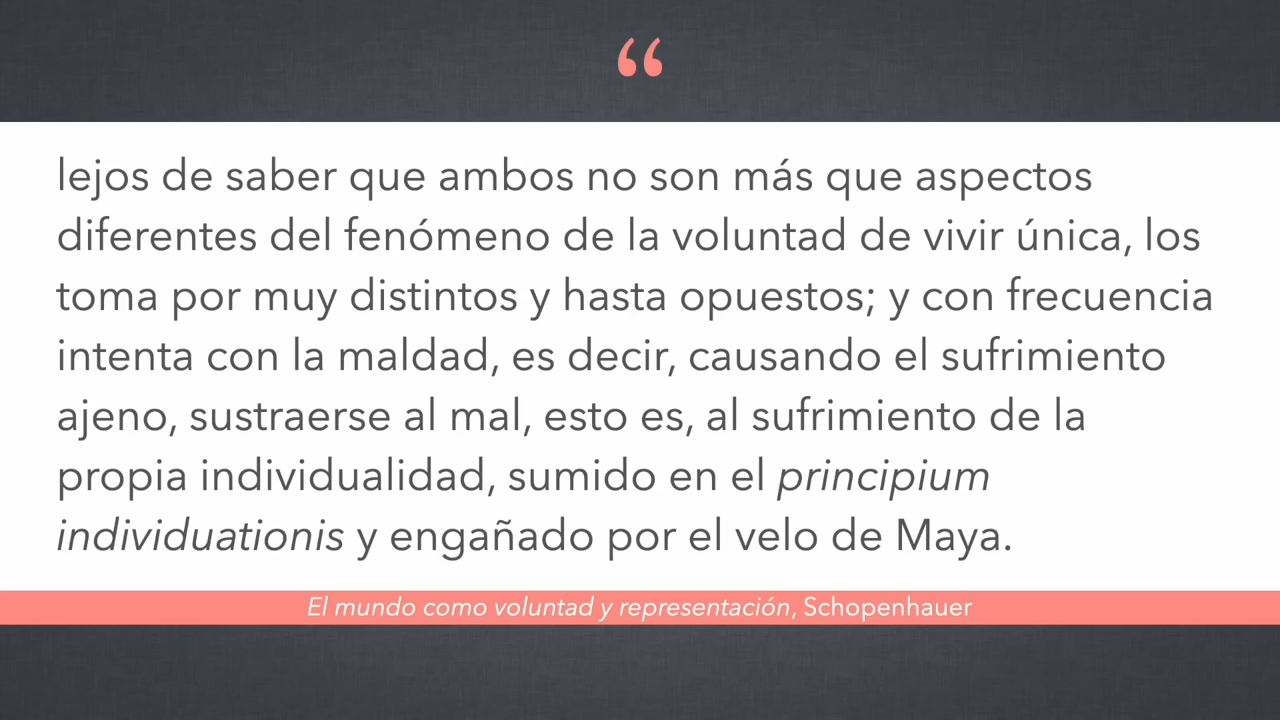 “
lejos de saber que ambos no son más que aspectos
diferentes del fenómeno de la voluntad de vivir única, los
toma por muy distintos y hasta opuestos; y con frecuencia
intenta con la maldad, es decir, causando el sufrimiento
ajeno, sustraerse al mal, esto es, al sufrimiento de la
propia individualidad, sumido en el principium
individuationis y engañado por el velo de Maya.
El mundo como voluntad y representación, Schopenhauer